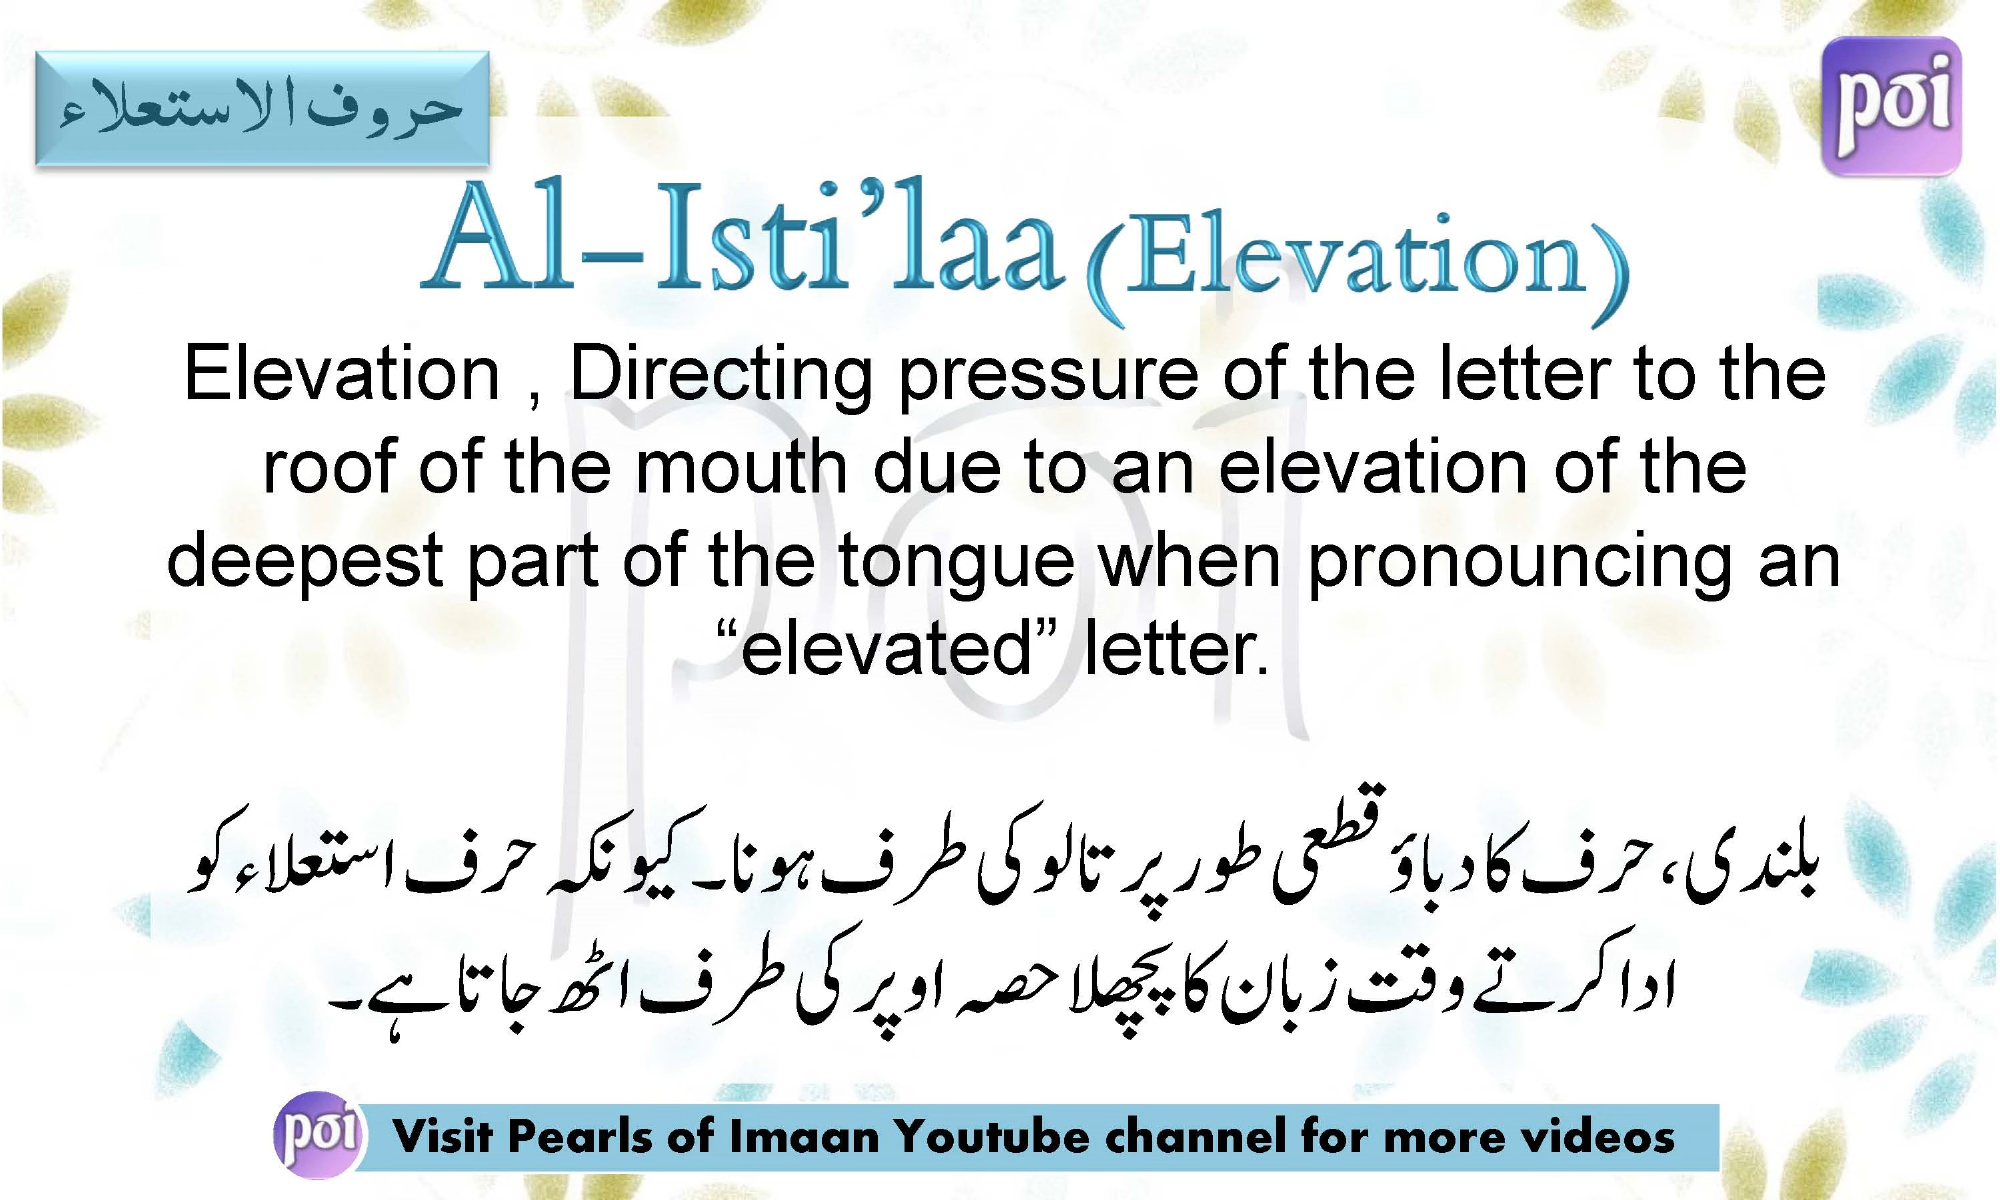 حروف الاستعلاء
poi
Al-Isti’laa (Elevation)
Elevation , Directing pressure of the letter to the
roof of the mouth due to an elevation of the
deepest part of the tongue when pronouncing an
“elevated” letter.
بلندی، حرف کا دباؤ قطعی طور پر تالو کی طرف ہونا۔ کیونکہ حرف استعلاء کو
ادا کرتے وقت زبان کا پچھلا حصہ اوپر کی طرف اٹھ جاتا ہے۔
poi
Visit Pearls of Imaan Youtube channel for more videos